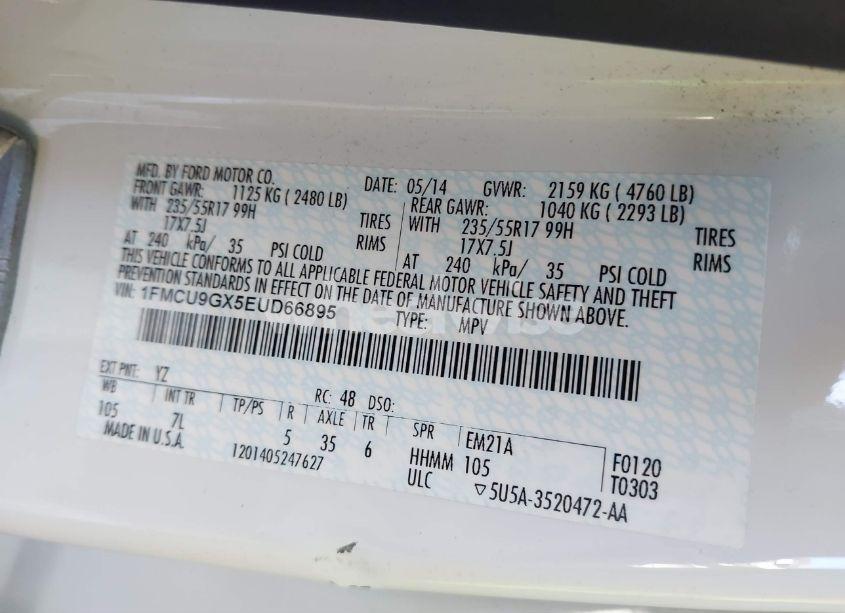 MFD. BY FORD MOTOR CO.
DATE: 05/14 GVWR: 2159 KG ( 4760 LB)
FRONT GAWR: 1125 KG ( 2480 LB) REAR GAWR: 1040 KG ( 2293 LB)
WITH 235/55R17 99H TIRES WITH 235/55R17 99H TIRES
17X7.5J RIMS 17X7.5J RIMS
AT 240 kPa/ 35 PSI COLD AT 240 kPa/ 35 PSI COLD
THIS VEHICLE CONFORMS TO ALL APPLICABLE FEDERAL MOTOR VEHICLE SAFETY AND THEFT
PREVENTION STANDARDS IN EFFECT ON THE DATE OF MANUFACTURE SHOWN ABOVE.
VIN: 1FMCU9GX5EUD66895 TYPE: MPV
EXT PNT: YZ RC: 48 DSO:
WB INT TR TP/PS R AXLE TR SPR EM21A F0120
105 7L 5 35 6 HHMM 105 T0303
MADE IN U.S.A. 1201405247627 ULC ▽5U5A-3520472-AA